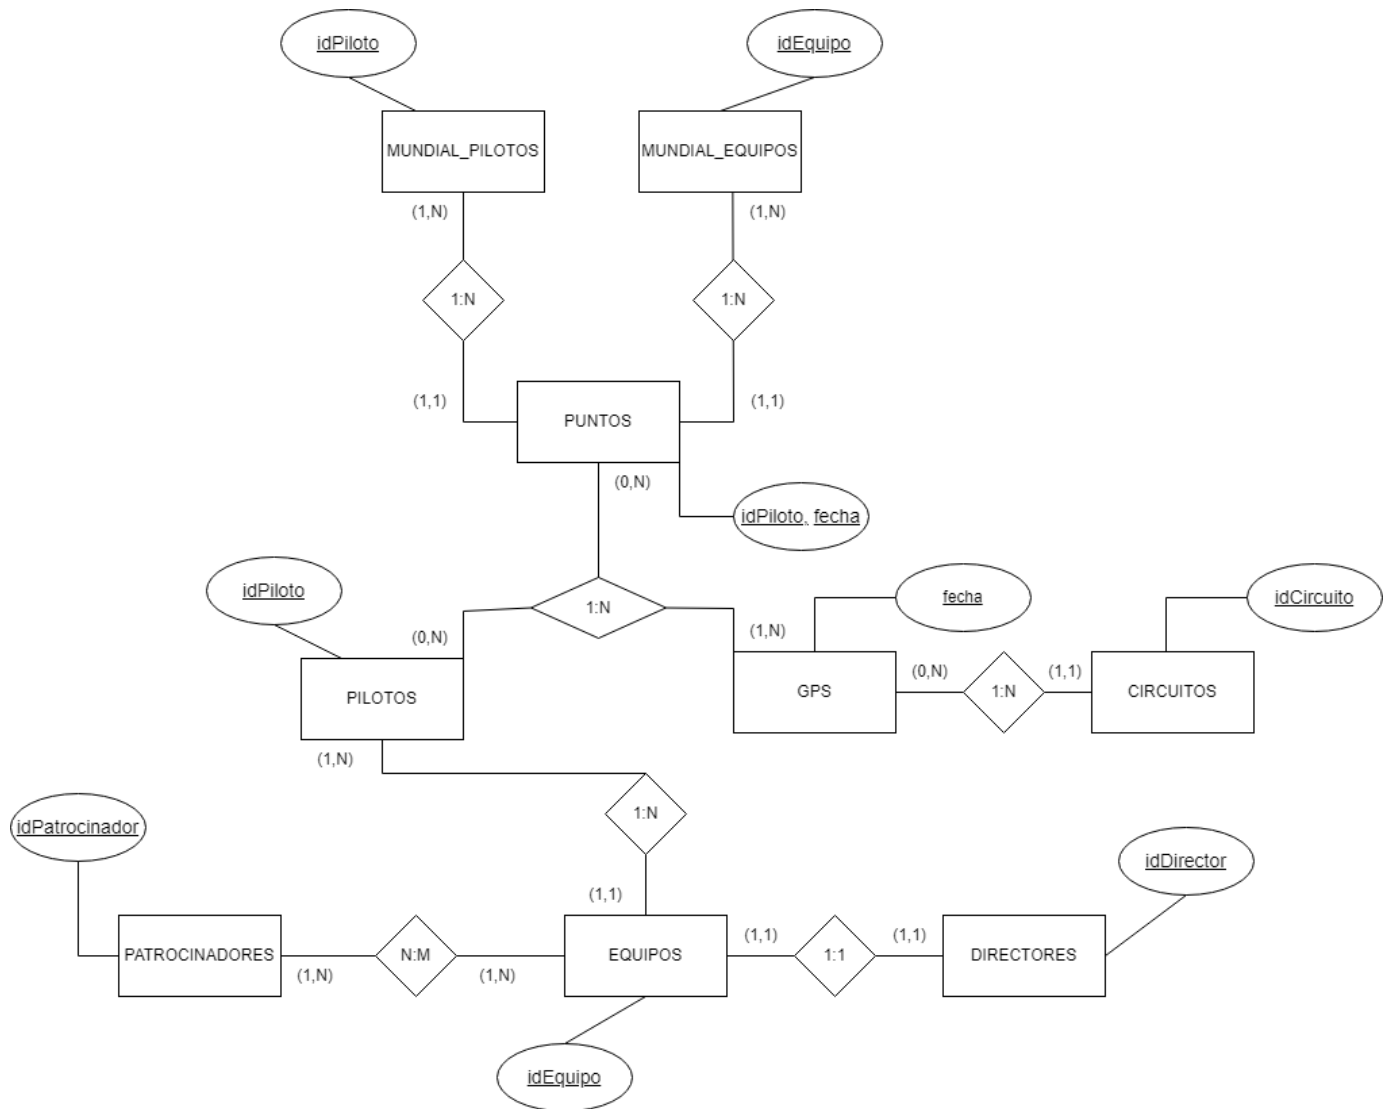 idPiloto
idEquipo
MUNDIAL_PILOTOS
MUNDIAL_EQUIPOS
(1,N)
(1,N)
1:N
1:N
(1,1)
(1,1)
PUNTOS
(0,N)
idPiloto, fecha
idPiloto
fecha
idCircuito
1:N
(0,N)
(1,N)
PILOTOS
GPS
(0,N)
1:N
(1,1)
CIRCUITOS
(1,N)
1:N
idPatrocinador
idDirector
(1,1)
PATROCINADORES
(1,N)
N:M
(1,N)
EQUIPOS
(1,1)
1:1
(1,1)
DIRECTORES
idEquipo